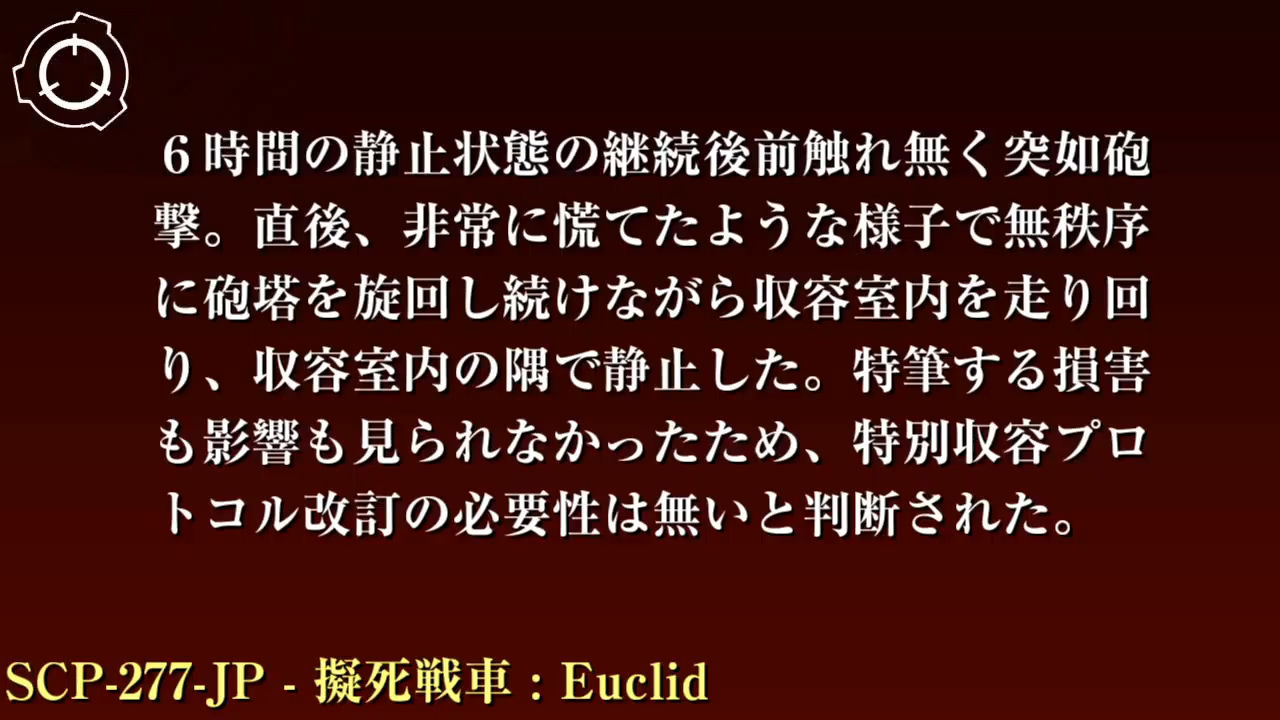 ６時間の静止状態の継続後前触れ無く突如砲
撃。直後、非常に慌てたような様子で無秩序
に砲塔を旋回し続けながら収容室内を走り回
り、収容室内の隅で静止した。特筆する損害
も影響も見られなかったため、特別収容プロ
トコル改訂の必要性は無いと判断された。
SCP-277-JP - 擬死戦車：Euclid